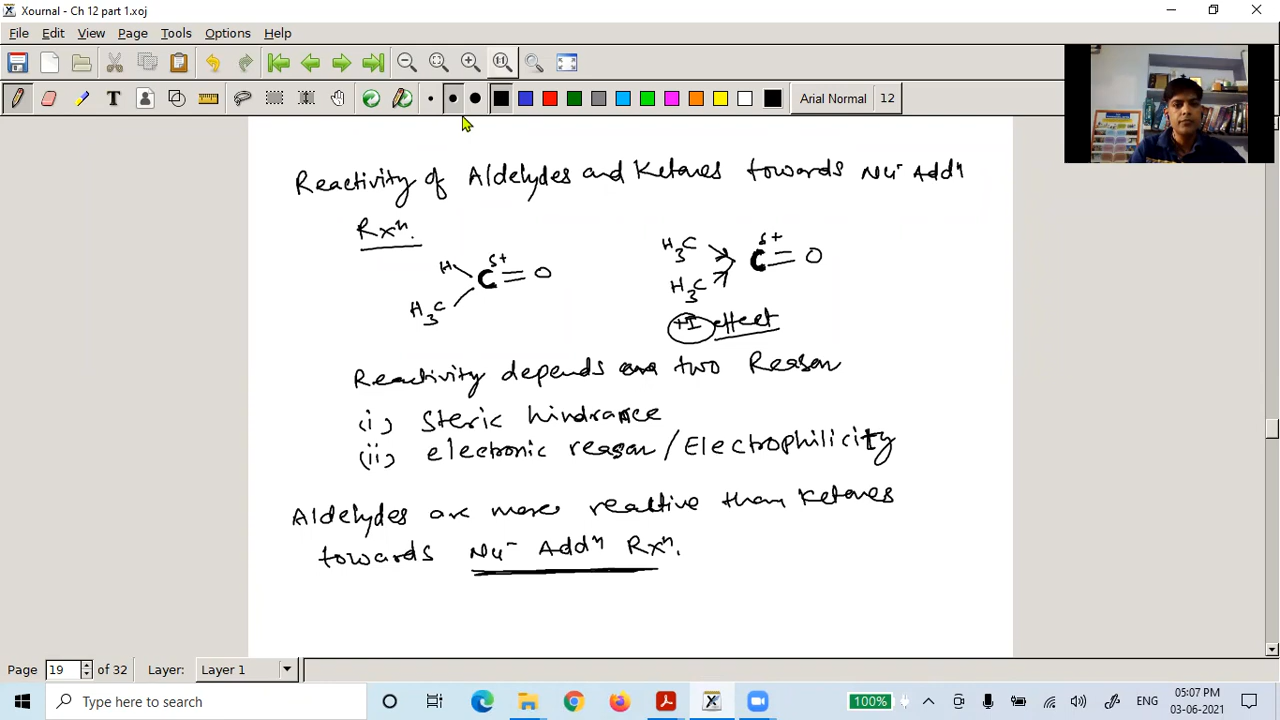 Xournal - Ch 12 part 1.xoj
File Edit View Page Tools Options Help
Arial Normal 12
Reactivity of Aldelydes and Ketones towards Nu⁻ Addⁿ
Rxⁿ.
H
H₃C
C
δ+
O
H₃C
H₃C
C
δ+
O
+I effect
Reactivity depends two Reason
(i) Steric hindrance
(ii) electronic reason / Electrophilicity
Aldelydes are more reactive than Ketones
towards Nu⁻ Addⁿ Rxⁿ.
Page 19 of 32 Layer: Layer 1
Type here to search
100%
ENG
05:07 PM
03-06-2021